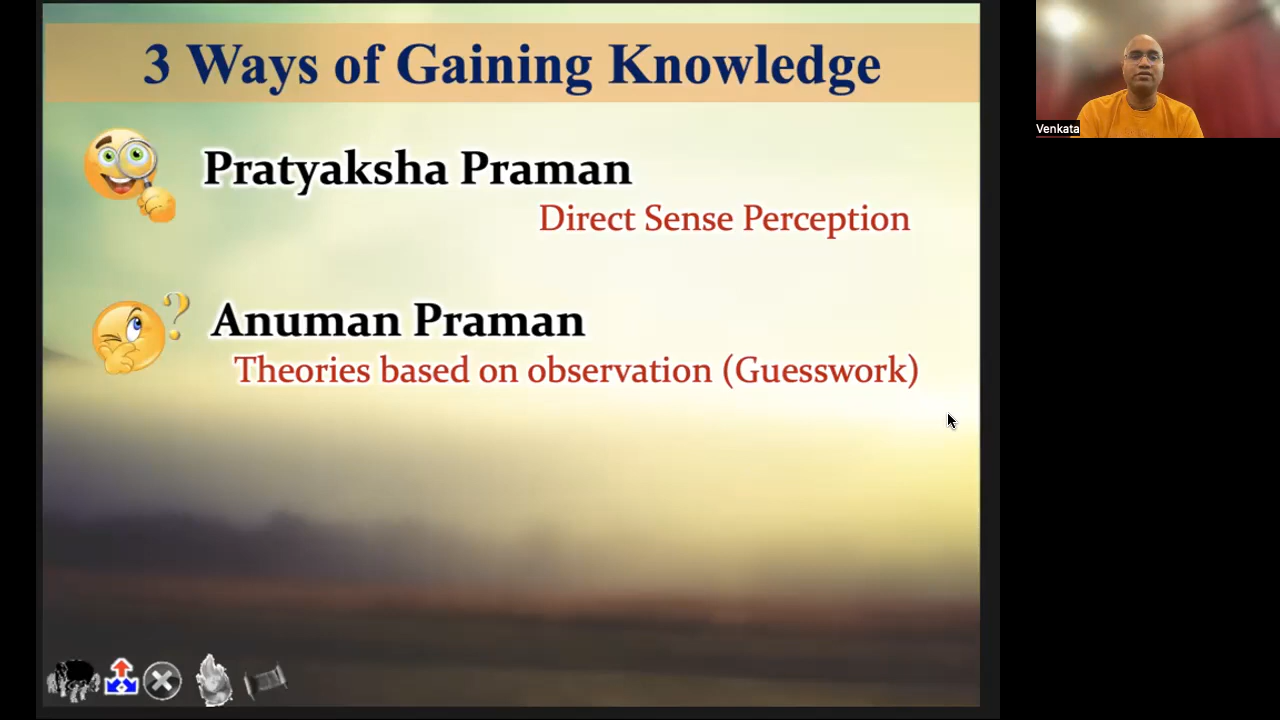 3 Ways of Gaining Knowledge
Pratyaksha Praman
Direct Sense Perception
Anuman Praman
Theories based on observation (Guesswork)
Venkata